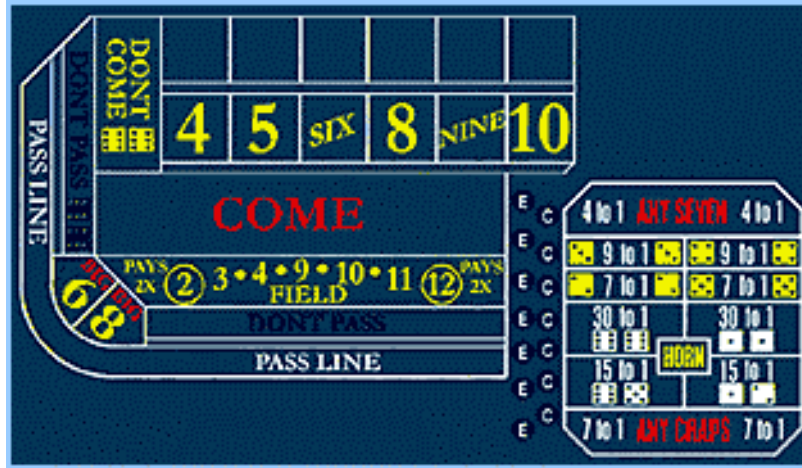 DONT COME
4 5 SIX 8 NINE 10
DONT PASS
PASS LINE
COME
PAYS 2X 2 3 • 4 • 9 • 10 • 11 12 PAYS 2X
FIELD
BIG 6
BIG 8
DONT PASS
PASS LINE
E C
E C
E C
E C
E C
E C
E
4 to 1 ANY SEVEN 4 to 1
9 to 1 9 to 1
7 to 1 7 to 1
30 to 1 30 to 1
HORN
15 to 1 15 to 1
7 to 1 ANY CRAPS 7 to 1